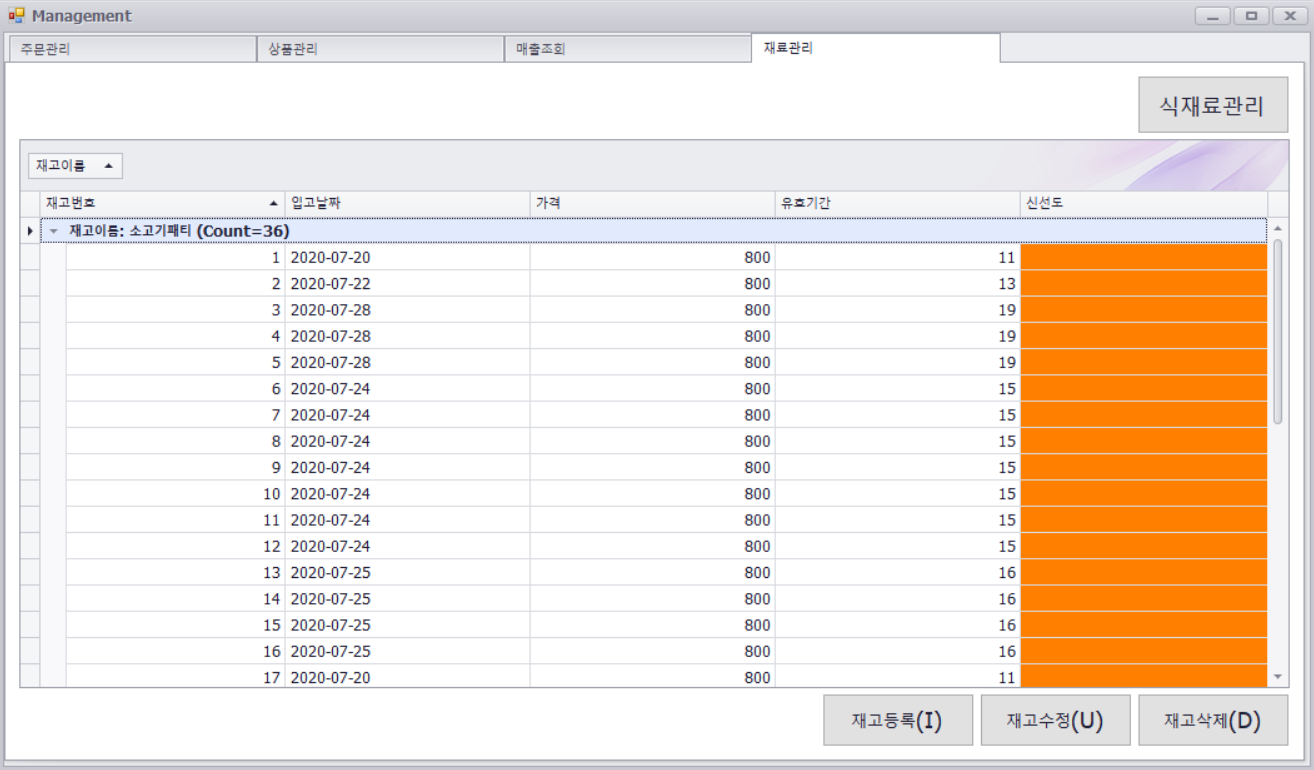 Management
주문관리 상품관리 매출조회 재료관리
식재료관리
재고이름
재고번호 입고날짜 가격 유효기간 신선도
재고이름: 소고기패티 (Count=36)
1 2020-07-20 800 11
2 2020-07-22 800 13
3 2020-07-28 800 19
4 2020-07-28 800 19
5 2020-07-28 800 19
6 2020-07-24 800 15
7 2020-07-24 800 15
8 2020-07-24 800 15
9 2020-07-24 800 15
10 2020-07-24 800 15
11 2020-07-24 800 15
12 2020-07-24 800 15
13 2020-07-25 800 16
14 2020-07-25 800 16
15 2020-07-25 800 16
16 2020-07-25 800 16
17 2020-07-20 800 11
재고등록(I) 재고수정(U) 재고삭제(D)